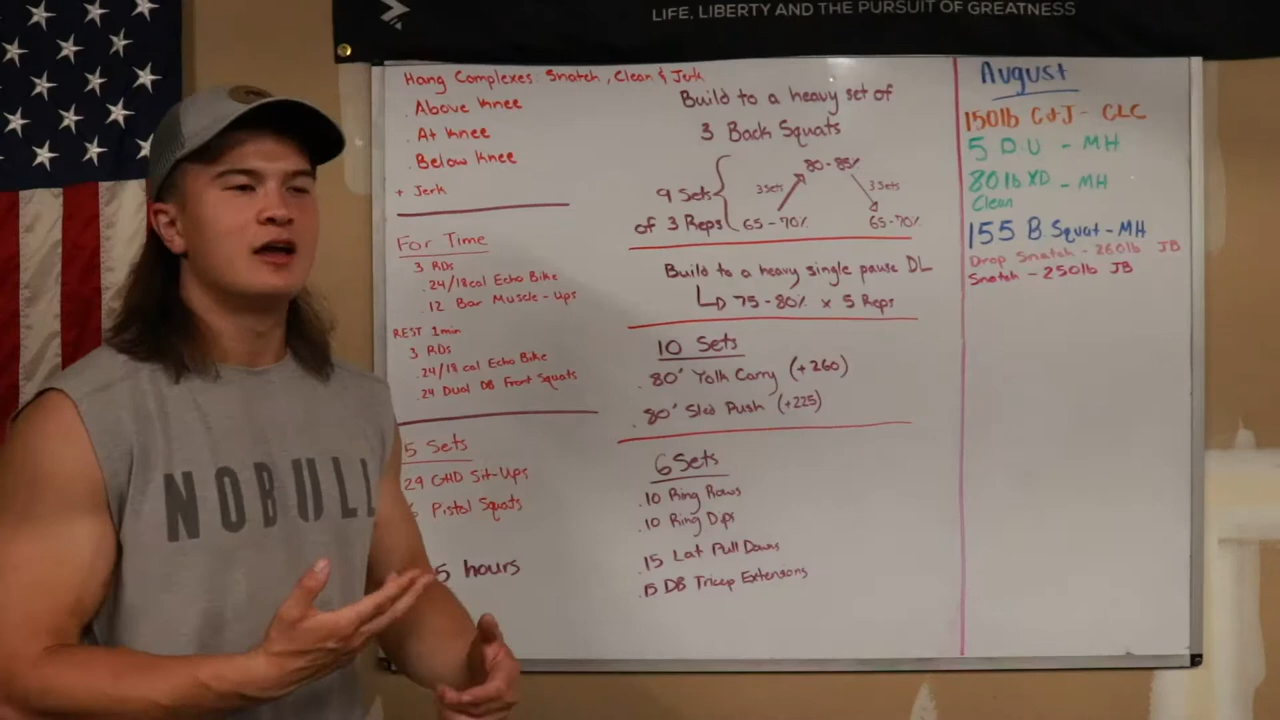 LIFE, LIBERTY AND THE PURSUIT OF GREATNESS
Hang Complexes: Snatch, Clean & Jerk
. Above Knee
. At Knee
. Below Knee
+ Jerk
For Time
3 RDs
. 24/18cal Echo Bike
. 12 Bar Muscle-Ups
REST 1min
3 RDs
. 24/18 cal Echo Bike
. 24 Dual DB Front Squats
5 Sets
29 GHD Sit-Ups
Pistol Squats
5 hours
Build to a heavy set of
3 Back Squats
80-85%
9 Sets
3 Sets
3 Sets
of 3 Reps
65-70%
65-70%
Build to a heavy single pause DL
75-80% x 5 Reps
10 Sets
. 80' Yolk Carry (+260)
. 80' Sled Push (+225)
6 Sets
. 10 Ring Rows
. 10 Ring Dips
. 15 Lat Pull Downs
. 15 DB Tricep Extensions
August
150lb C&J - CLC
5 D.U - MH
80lb XD - MH
Clean
155 B Squat - MH
Drop Snatch - 260lb JB
Snatch - 250lb JB
NOBULL